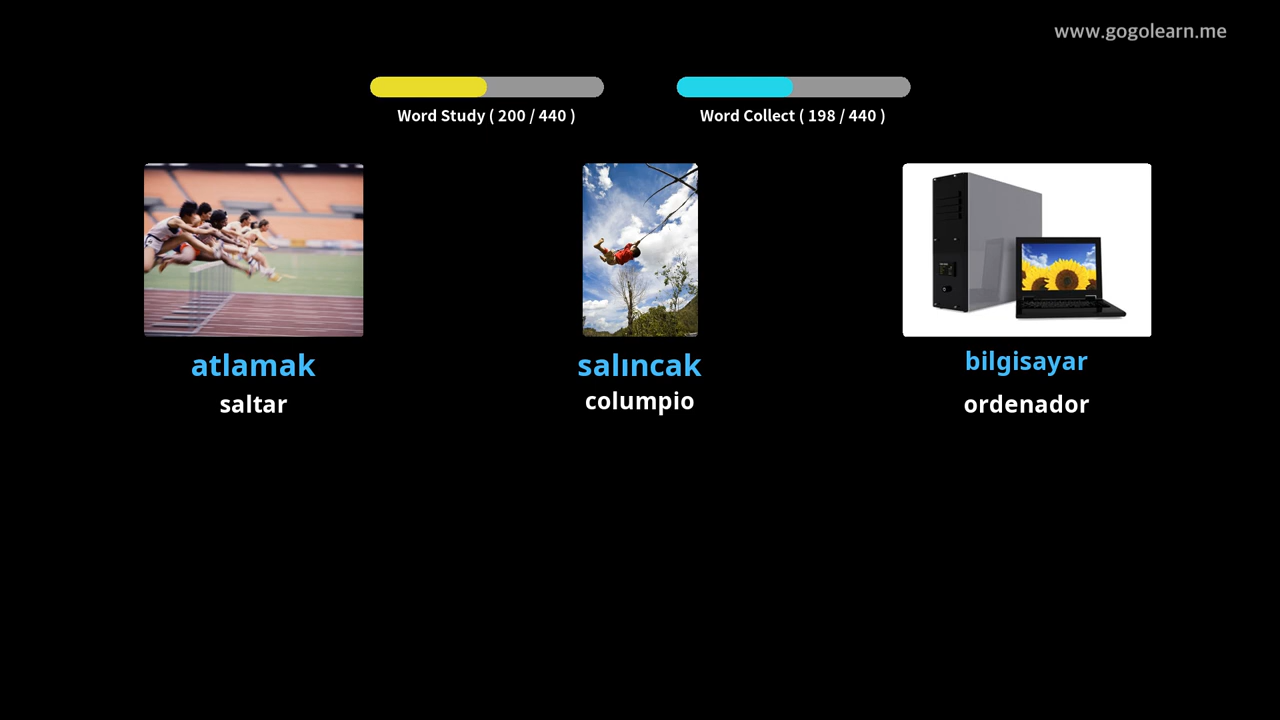 www.gogolearn.me
Word Study ( 200 / 440 )
Word Collect ( 198 / 440 )
atlamak
saltar
salıncak
columpio
bilgisayar
ordenador